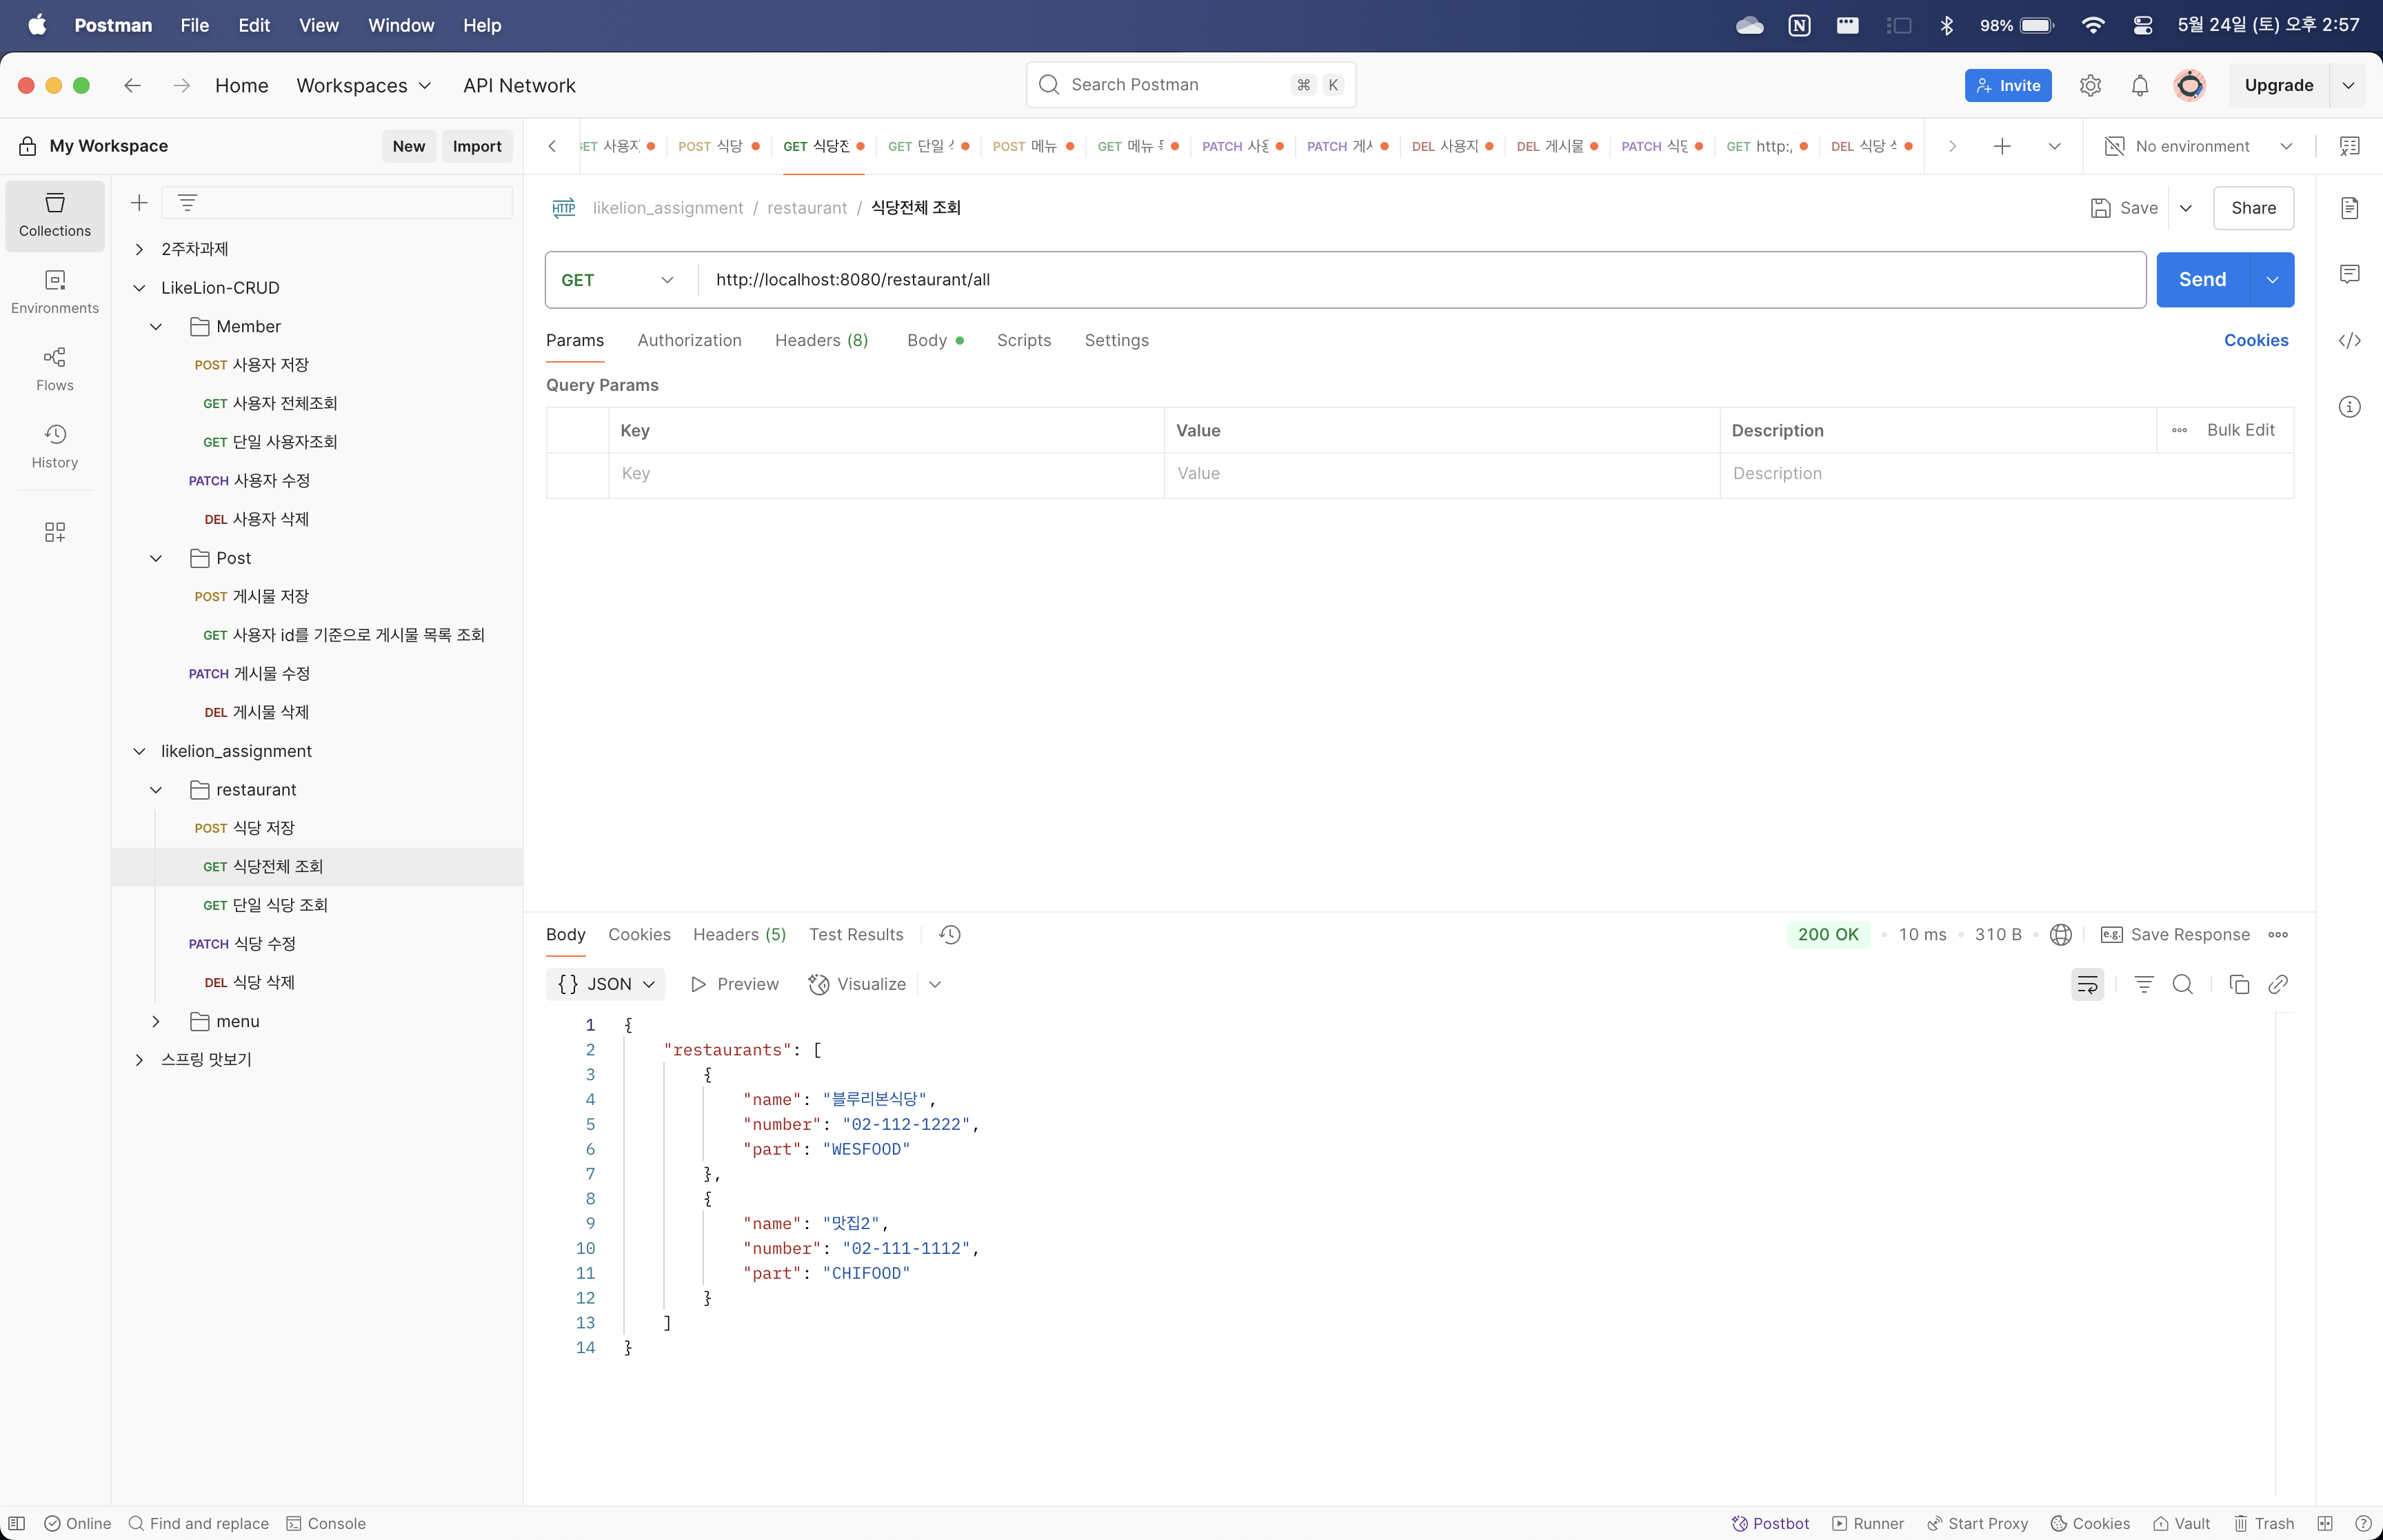 Postman File Edit View Window Help 98% 5월 24일 (토) 오후 2:57
Home Workspaces API Network Search Postman ⌘ K Invite Upgrade
My Workspace New Import
POST 식당 GET 식당전 GET 단일 POST 메뉴 GET 메뉴 PATCH PATCH DEL DEL 게시물 PATCH GET http:/ DEL 식당 No environment
Collections
Environments
Flows
History
2주차과제
LikeLion-CRUD
Member
POST 사용자 저장
GET 사용자 전체조회
GET 단일 사용자조회
PATCH 사용자 수정
DEL 사용자 삭제
Post
POST 게시물 저장
GET 사용자 id를 기준으로 게시물 목록 조회
PATCH 게시물 수정
DEL 게시물 삭제
likelion_assignment
restaurant
POST 식당 저장
GET 식당전체 조회
GET 단일 식당 조회
PATCH 식당 수정
DEL 식당 삭제
menu
스프링 맛보기
HTTP likelion_assignment / restaurant / 식당전체 조회 Save Share
GET http://localhost:8080/restaurant/all Send
Params Authorization Headers (8) Body Scripts Settings Cookies
Query Params
Key Value Description Bulk Edit
Key Value Description
Body Cookies Headers (5) Test Results 200 OK 10 ms 310 B e.g. Save Response
{} JSON Preview Visualize
1 {
2 "restaurants": [
3 {
4 "name": "블루리본식당",
5 "number": "02-112-1222",
6 "part": "WESFOOD"
7 },
8 {
9 "name": "맛집2",
10 "number": "02-111-1112",
11 "part": "CHIFOOD"
12 }
13 ]
14 }
Online Find and replace Console Postbot Runner Start Proxy Cookies Vault Trash